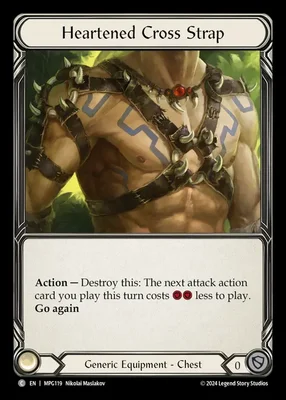 Heartened Cross Strap
Action — Destroy this: The next attack action
card you play this turn costs less to play.
Go again
Generic Equipment - Chest
0
C EN | MPG119 Nikolai Maslakov
© 2024 Legend Story Studios